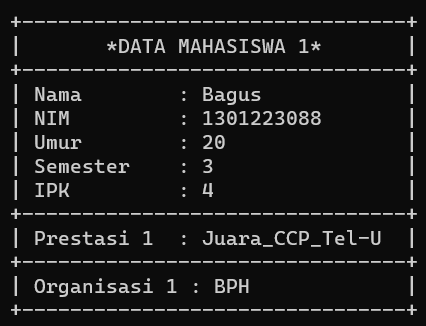 +--------------------------------+
|       *DATA MAHASISWA 1*       |
+--------------------------------+
| Nama        : Bagus            |
| NIM         : 1301223088       |
| Umur        : 20               |
| Semester    : 3                |
| IPK         : 4                |
+--------------------------------+
| Prestasi 1  : Juara_CCP_Tel-U  |
+--------------------------------+
| Organisasi 1 : BPH             |
+--------------------------------+